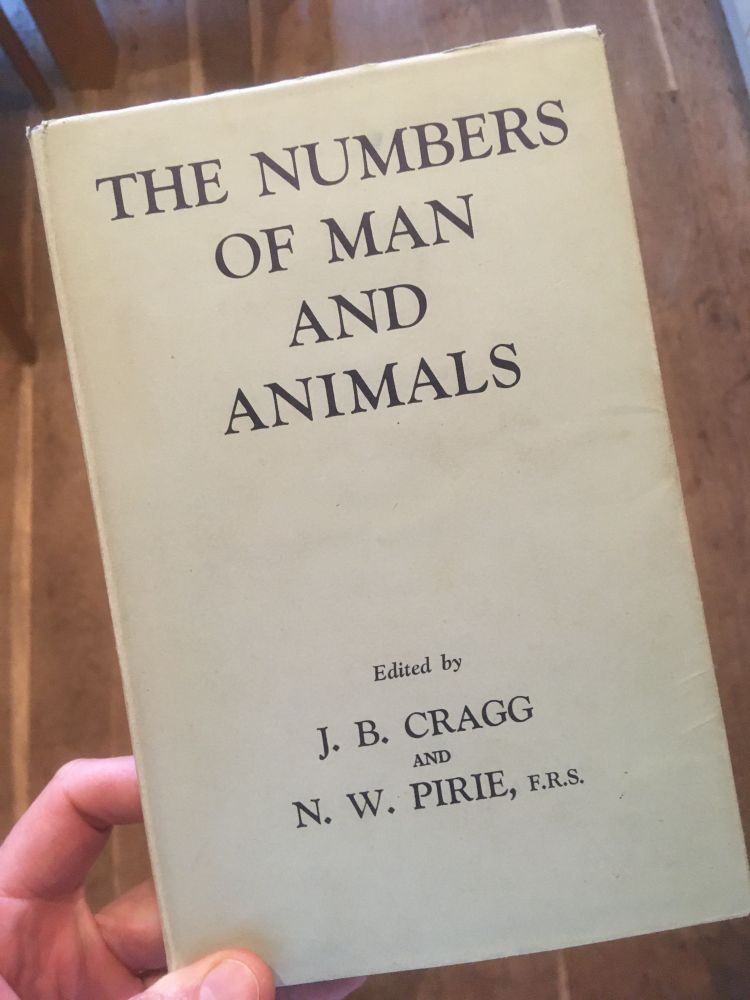 THE NUMBERS
OF MAN
AND
ANIMALS
Edited by
J. B. CRAGG
AND
N. W. PIRIE, F.R.S.